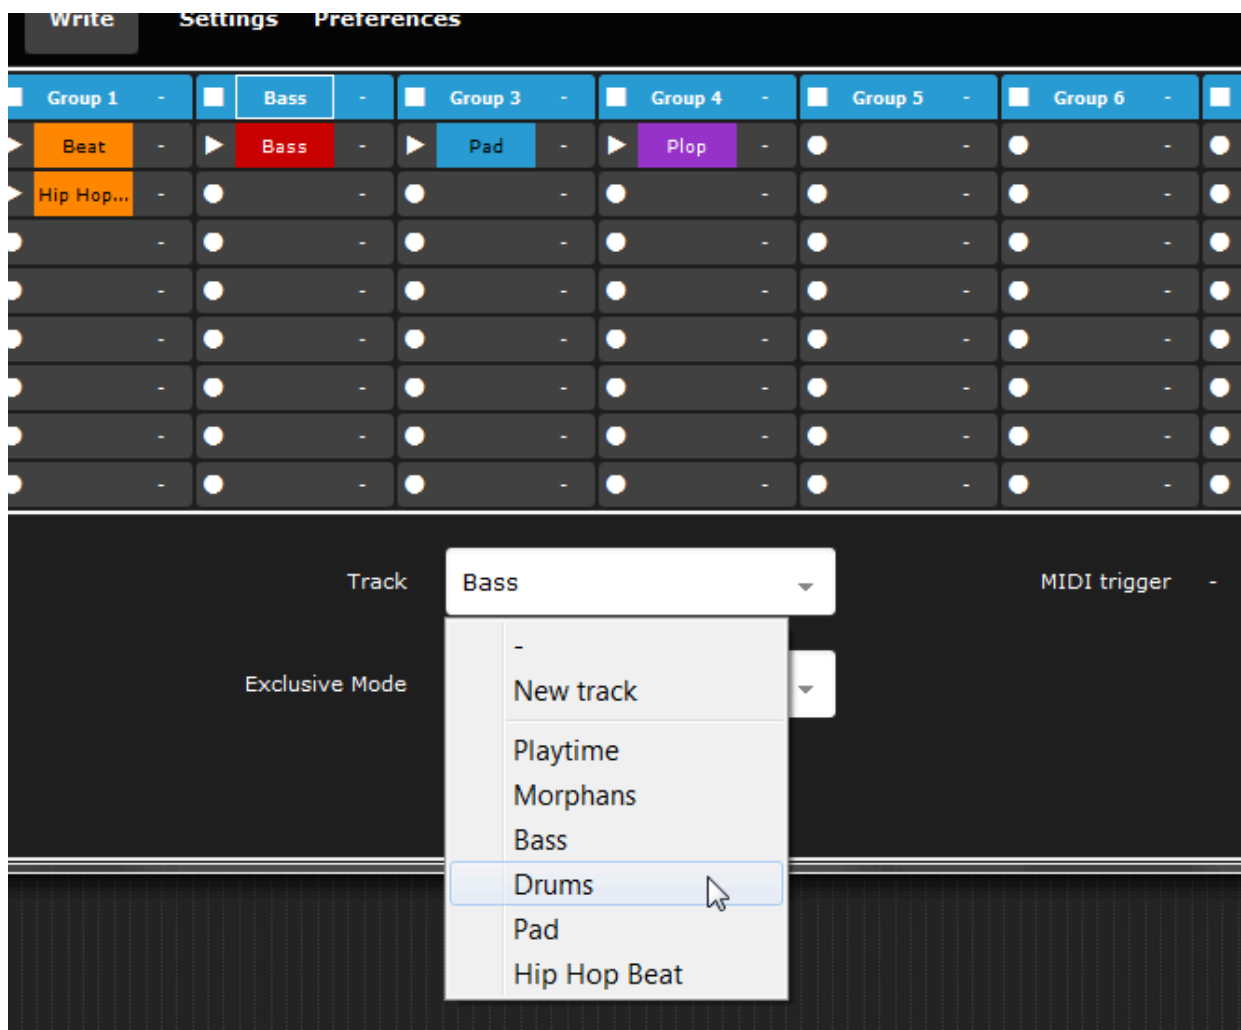 Write Settings Preferences
Group 1 - Bass - Group 3 - Group 4 - Group 5 - Group 6 -
Beat - Bass - Pad - Plop - - -
Hip Hop... - - - - - -
- - - - - -
- - - - - -
- - - - - -
- - - - - -
- - - - - -
- - - - - -
Track Bass MIDI trigger -
-
Exclusive Mode
New track
Playtime
Morphans
Bass
Drums
Pad
Hip Hop Beat